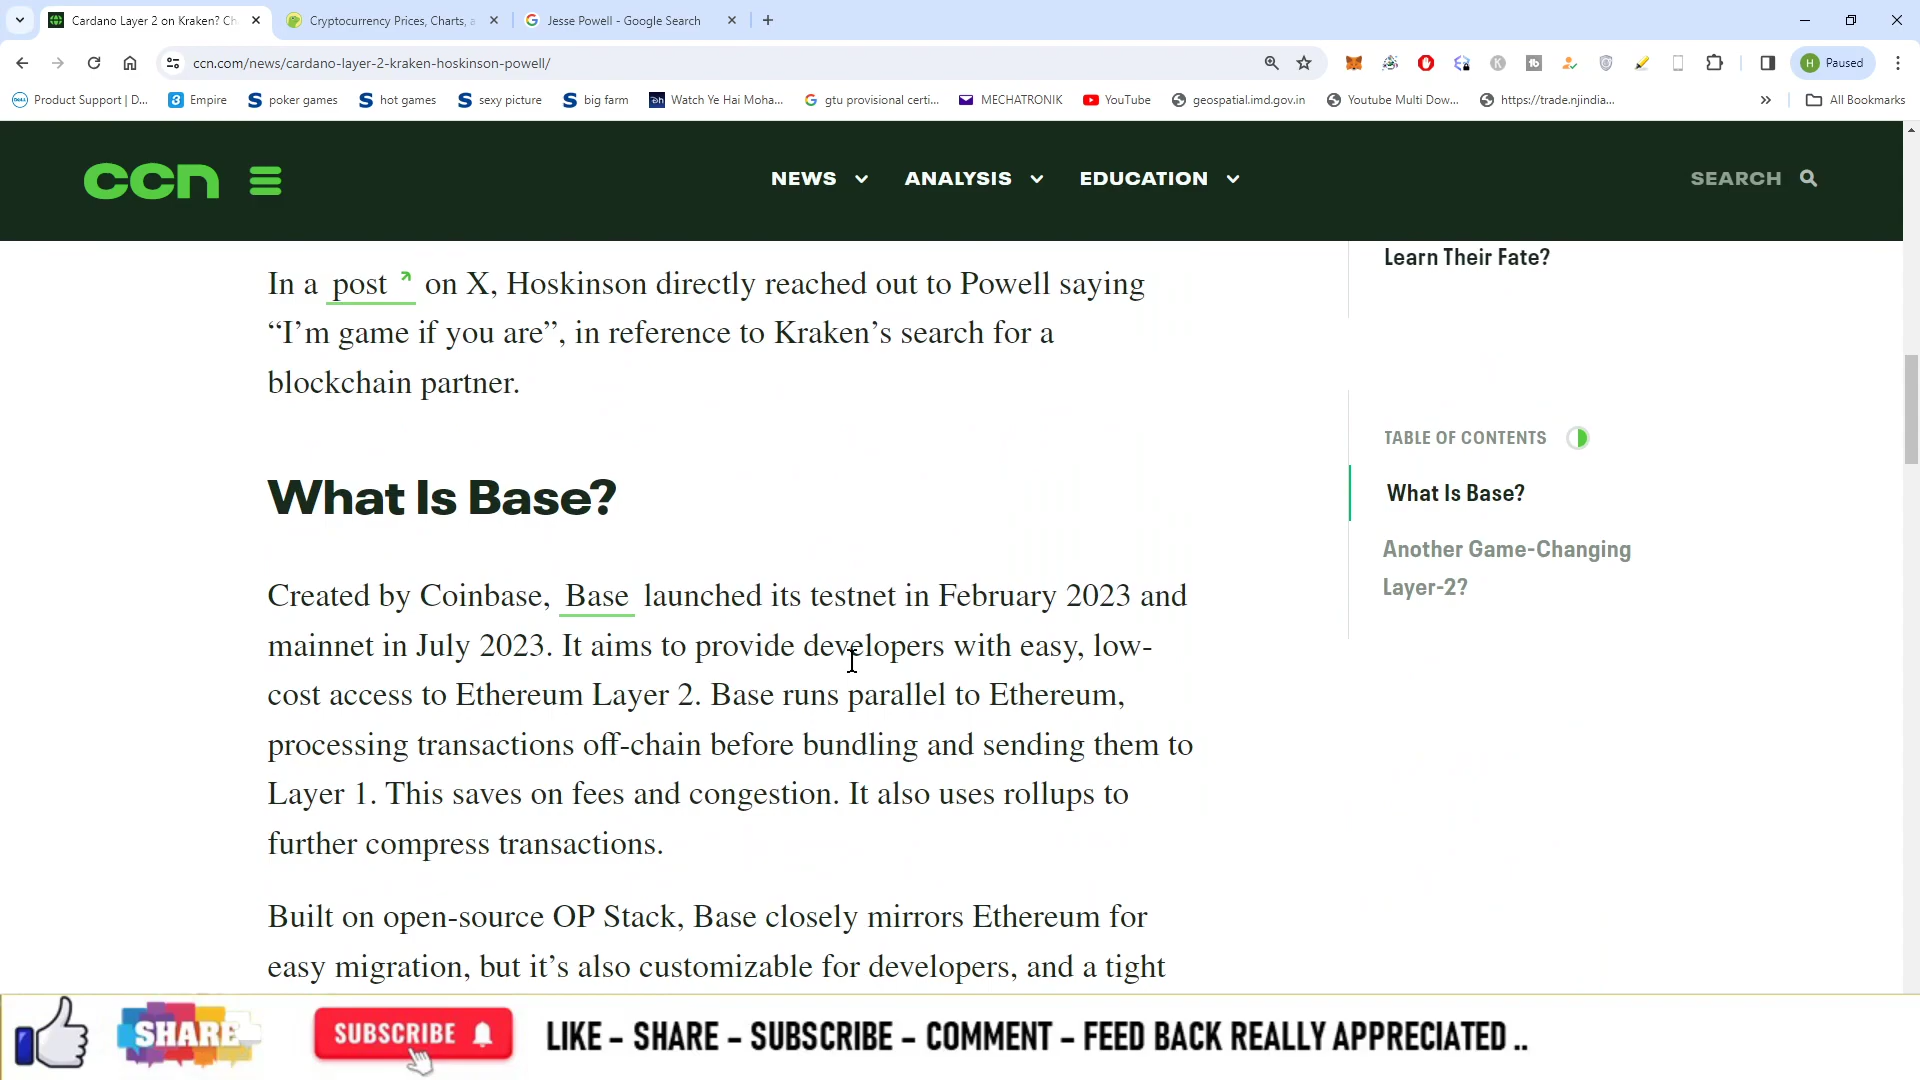 Cardano Layer 2 on Kraken? Ch
Cryptocurrency Prices, Charts, a
Jesse Powell - Google Search
ccn.com/news/cardano-layer-2-kraken-hoskinson-powell/
H Paused
Product Support | D...
Empire
poker games
hot games
sexy picture
big farm
Watch Ye Hai Moha...
gtu provisional certi...
MECHATRONIK
YouTube
geospatial.imd.gov.in
Youtube Multi Dow...
https://trade.njindia...
All Bookmarks
ccn
NEWS
ANALYSIS
EDUCATION
SEARCH
In a post on X, Hoskinson directly reached out to Powell saying
“I’m game if you are”, in reference to Kraken’s search for a
blockchain partner.
What Is Base?
Created by Coinbase, Base launched its testnet in February 2023 and
mainnet in July 2023. It aims to provide developers with easy, low-
cost access to Ethereum Layer 2. Base runs parallel to Ethereum,
processing transactions off-chain before bundling and sending them to
Layer 1. This saves on fees and congestion. It also uses rollups to
further compress transactions.
Built on open-source OP Stack, Base closely mirrors Ethereum for
easy migration, but it’s also customizable for developers, and a tight
Learn Their Fate?
TABLE OF CONTENTS
What Is Base?
Another Game-Changing
Layer-2?
SHARE
SUBSCRIBE
LIKE - SHARE - SUBSCRIBE - COMMENT - FEED BACK REALLY APPRECIATED ..